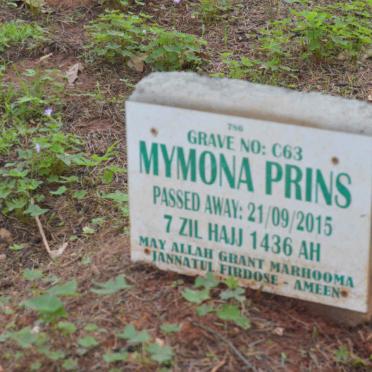 786
GRAVE NO: C63
MYMONA PRINS
PASSED AWAY: 21/09/2015
7 ZIL HAJJ 1436 AH
MAY ALLAH GRANT MARHOOMA
JANNATUL FIRDOSE - AMEEN